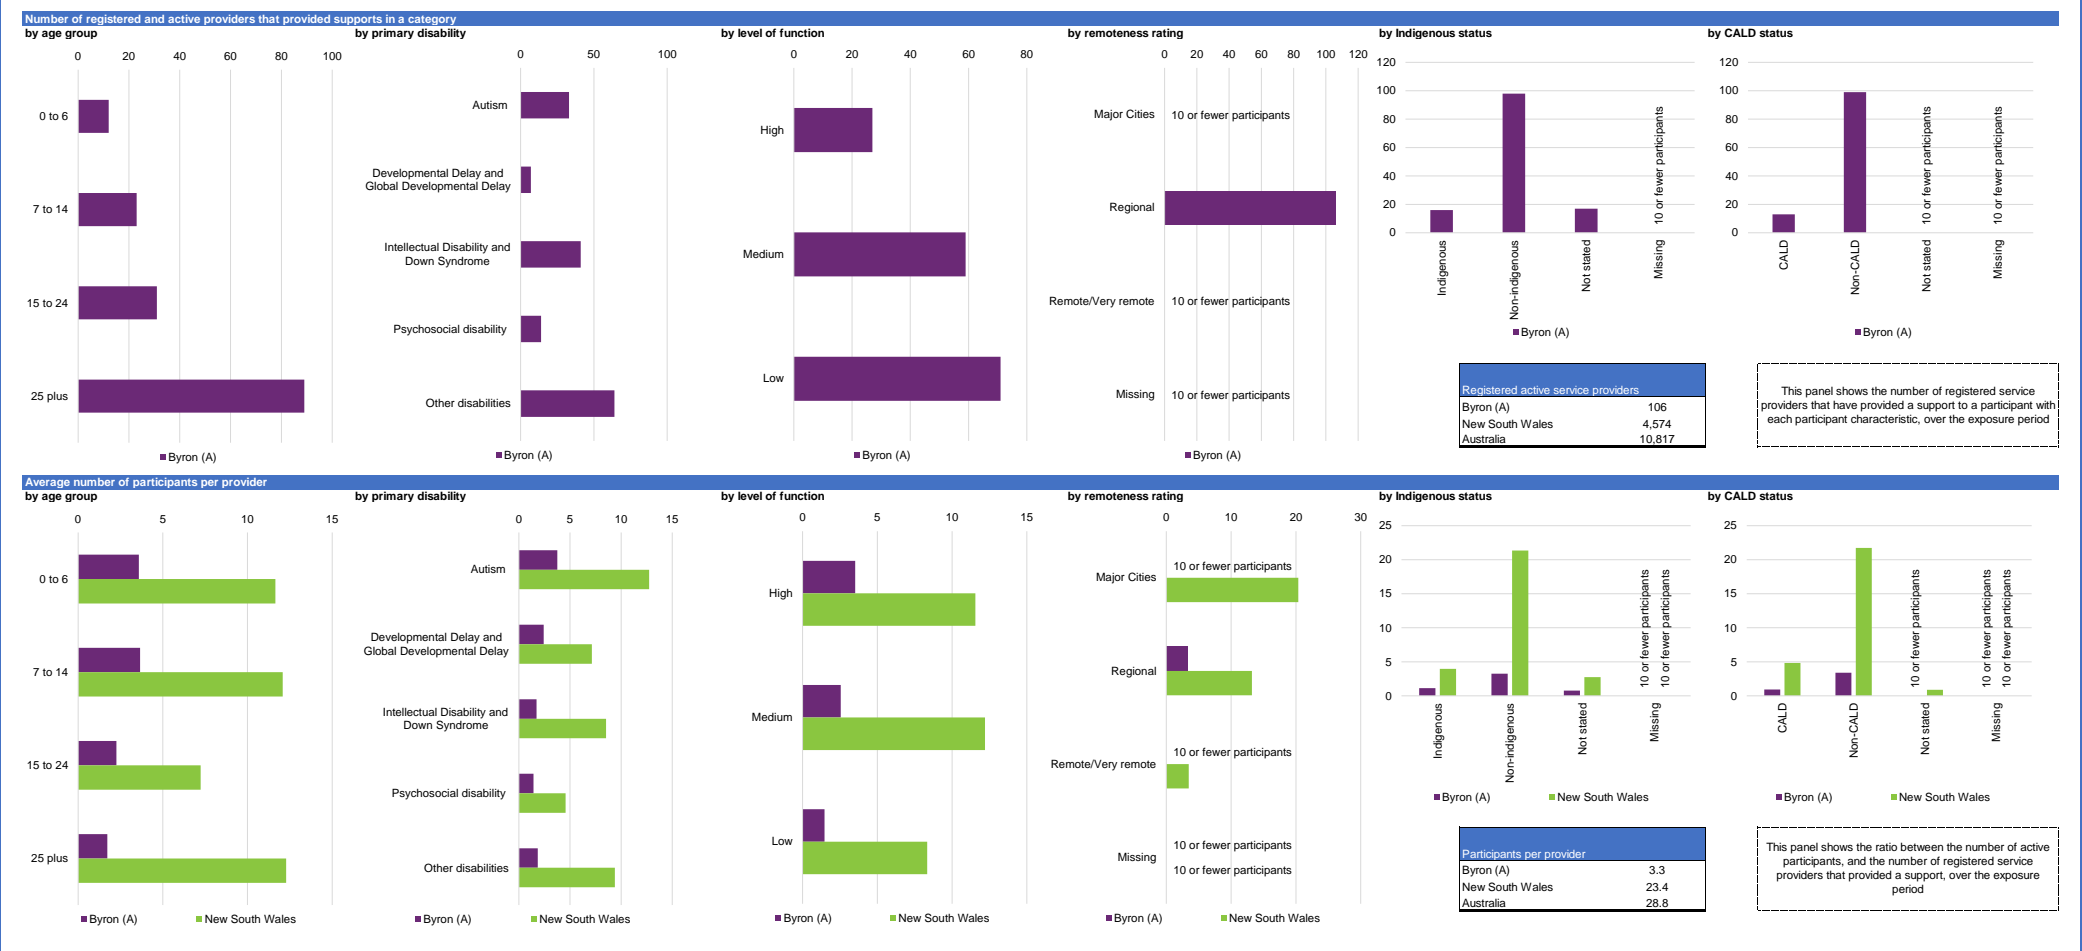 Number of registered and active providers that provided supports in a category
by age group
0 20 40 60 80 100
0 to 6
7 to 14
15 to 24
25 plus
Byron (A)
by primary disability
0 50 100
Autism
Developmental Delay and
Global Developmental Delay
Intellectual Disability and
Down Syndrome
Psychosocial disability
Other disabilities
Byron (A)
by level of function
0 20 40 60 80
High
Medium
Low
Byron (A)
by remoteness rating
0 20 40 60 80 100 120
Major Cities 10 or fewer participants
Regional
Remote/Very remote 10 or fewer participants
Missing 10 or fewer participants
Byron (A)
by Indigenous status
120
100
80
60
40
20
0
10 or fewer participants
Indigenous
Non-indigenous
Not stated
Missing
Byron (A)
by CALD status
120
100
80
60
40
20
0
10 or fewer participants
10 or fewer participants
CALD
Non-CALD
Not stated
Missing
Byron (A)
Registered active service providers
Byron (A) 106
New South Wales 4,574
Australia 10,817
This panel shows the number of registered service
providers that have provided a support to a participant with
each participant characteristic, over the exposure period
Average number of participants per provider
by age group
0 5 10 15
0 to 6
7 to 14
15 to 24
25 plus
Byron (A) New South Wales
by primary disability
0 5 10 15
Autism
Developmental Delay and
Global Developmental Delay
Intellectual Disability and
Down Syndrome
Psychosocial disability
Other disabilities
Byron (A) New South Wales
by level of function
0 5 10 15
High
Medium
Low
Byron (A) New South Wales
by remoteness rating
0 10 20 30
10 or fewer participants
Major Cities
Regional
10 or fewer participants
Remote/Very remote
10 or fewer participants
Missing
10 or fewer participants
Byron (A) New South Wales
by Indigenous status
25
20
15
10
5
0
10 or fewer participants
10 or fewer participants
Indigenous
Non-indigenous
Not stated
Missing
Byron (A) New South Wales
by CALD status
25
20
15
10
5
0
10 or fewer participants
10 or fewer participants
10 or fewer participants
CALD
Non-CALD
Not stated
Missing
Byron (A) New South Wales
Participants per provider
Byron (A) 3.3
New South Wales 23.4
Australia 28.8
This panel shows the ratio between the number of active
participants, and the number of registered service
providers that provided a support, over the exposure
period